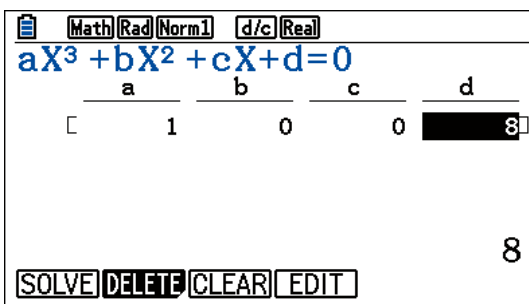 Math Rad Norm1 d/c Real
aX³ +bX² +cX+d=0
a b c d
[ 1 0 0 8]
8
SOLVE DELETE CLEAR EDIT